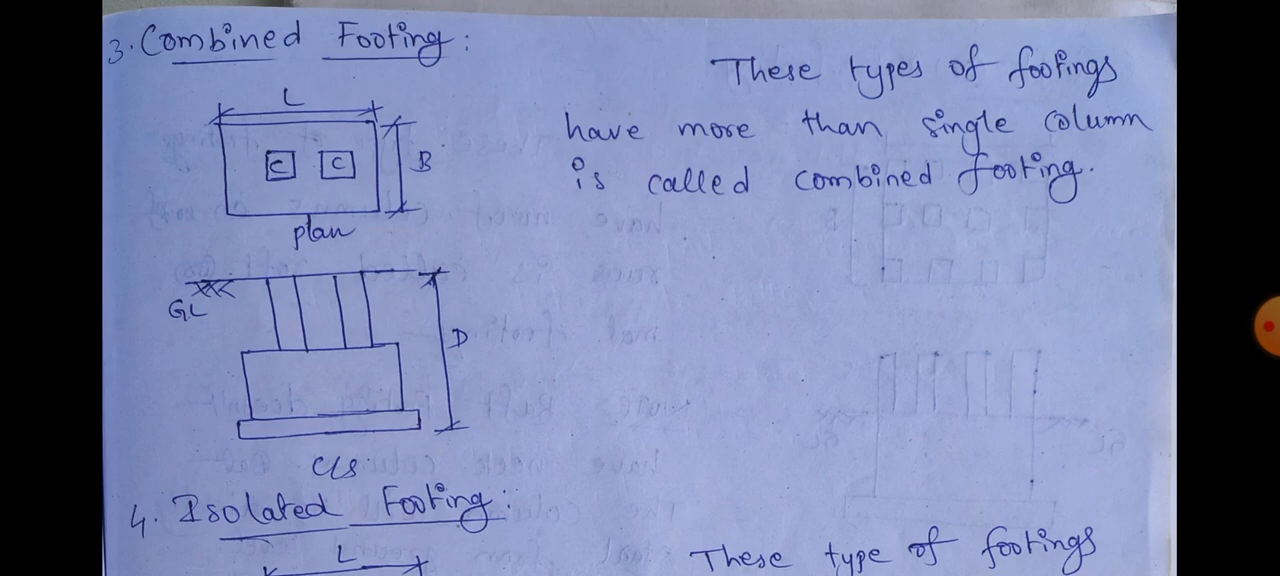 3. Combined Footing:
These types of footings
have more than single column
is called combined footing.
L
C C
B
plan
GL
D
C/S
4. Isolated Footing:
L
These type of footings